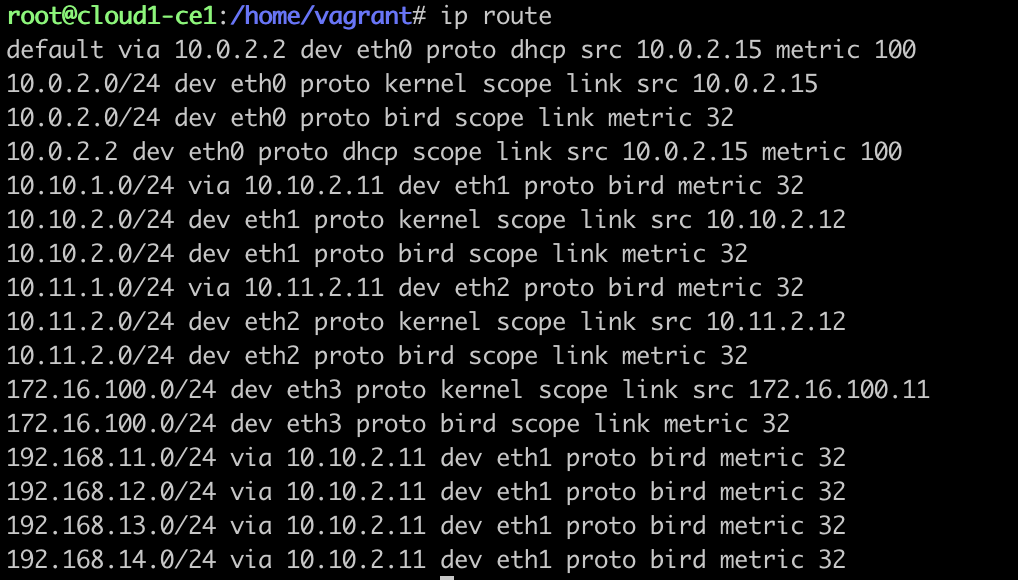 root@cloud1-ce1:/home/vagrant# ip route
default via 10.0.2.2 dev eth0 proto dhcp src 10.0.2.15 metric 100
10.0.2.0/24 dev eth0 proto kernel scope link src 10.0.2.15
10.0.2.0/24 dev eth0 proto bird scope link metric 32
10.0.2.2 dev eth0 proto dhcp scope link src 10.0.2.15 metric 100
10.10.1.0/24 via 10.10.2.11 dev eth1 proto bird metric 32
10.10.2.0/24 dev eth1 proto kernel scope link src 10.10.2.12
10.10.2.0/24 dev eth1 proto bird scope link metric 32
10.11.1.0/24 via 10.11.2.11 dev eth2 proto bird metric 32
10.11.2.0/24 dev eth2 proto kernel scope link src 10.11.2.12
10.11.2.0/24 dev eth2 proto bird scope link metric 32
172.16.100.0/24 dev eth3 proto kernel scope link src 172.16.100.11
172.16.100.0/24 dev eth3 proto bird scope link metric 32
192.168.11.0/24 via 10.10.2.11 dev eth1 proto bird metric 32
192.168.12.0/24 via 10.10.2.11 dev eth1 proto bird metric 32
192.168.13.0/24 via 10.10.2.11 dev eth1 proto bird metric 32
192.168.14.0/24 via 10.10.2.11 dev eth1 proto bird metric 32